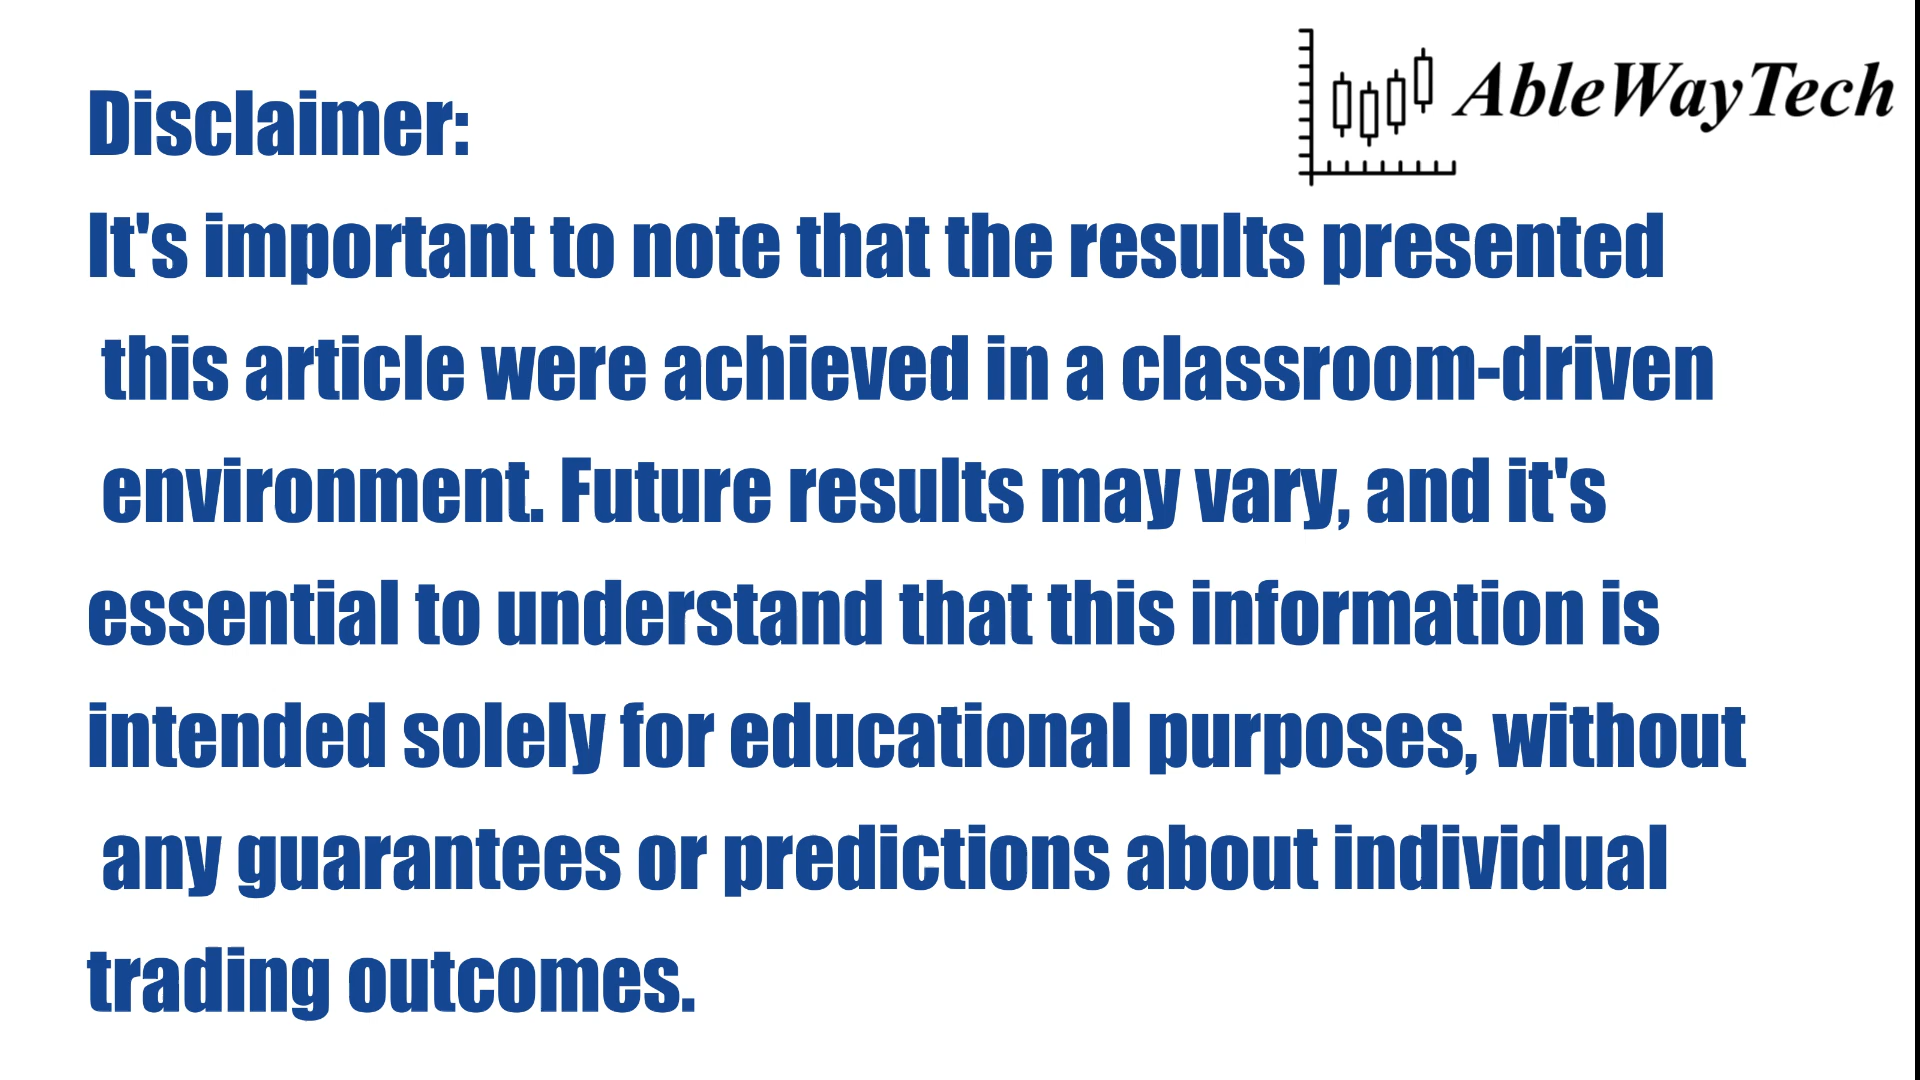 AbleWayTech
Disclaimer:
It's important to note that the results presented
this article were achieved in a classroom-driven
environment. Future results may vary, and it's
essential to understand that this information is
intended solely for educational purposes, without
any guarantees or predictions about individual
trading outcomes.